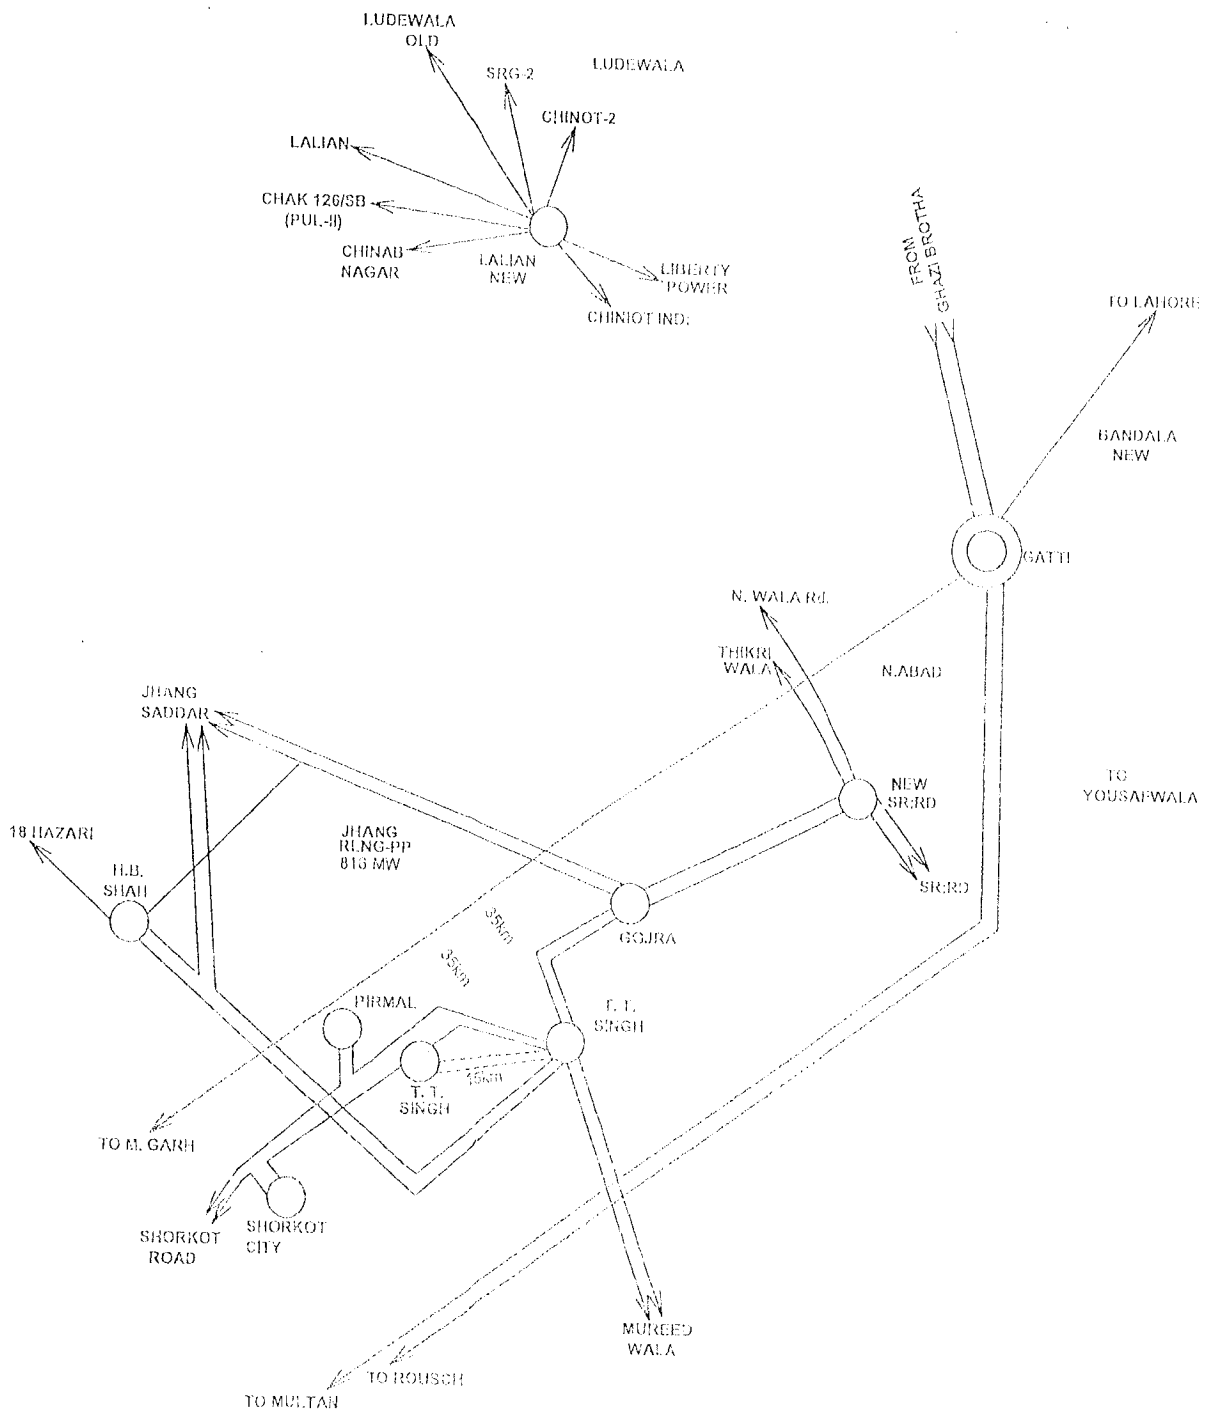 LUDEWALA
OLD
SRG-2
LUDEWALA
CHINOT-2
LALIAN
CHAK 126/SB
(PUL-II)
CHINAB
NAGAR
LALIAN
NEW
LIBERTY
POWER
CHINIOT IND:
FROM
GHAZI BROTHA
TO LAHORE
BANDALA
NEW
GATTI
N. WALA Rd.
THIKRI
WALA
N.ABAD
JHANG
SADDAR
NEW
SR:RD
TO
YOUSAFWALA
18 HAZARI
JHANG
RLNG-PP
H.B.
SHAH
SR:RD
GOJRA
35km
35km
PIRMAL
T. T.
SINGH
15km
T. T.
SINGH
TO M. GARH
SHORKOT
ROAD
SHORKOT
CITY
MUREED
WALA
TO ROUSCH
TO MULTAN